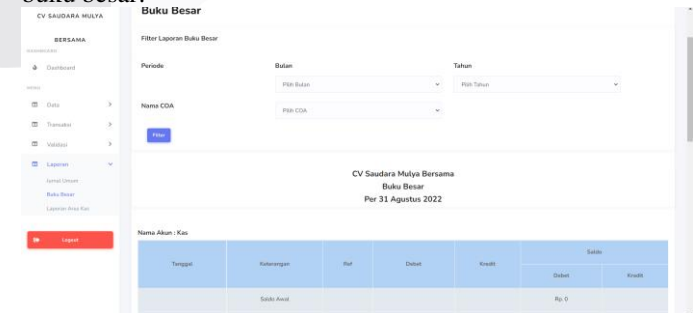 buku besar.
CV SAUDARA MULYA
BERSAMA
Dashboard
Data
Transaksi
Validasi
Laporan
Jurnal Umum
Buku Besar
Laporan Arus Kas
Logout
Buku Besar
Filter Laporan Buku Besar
Periode Bulan Tahun
Pilih Bulan Pilih Tahun
Nama COA Pilih COA
Filter
CV Saudara Mulya Bersama
Buku Besar
Per 31 Agustus 2022
Nama Akun : Kas
Tanggal Keterangan Ref Debet Kredit Saldo
Debet Kredit
Saldo Awal Rp. 0